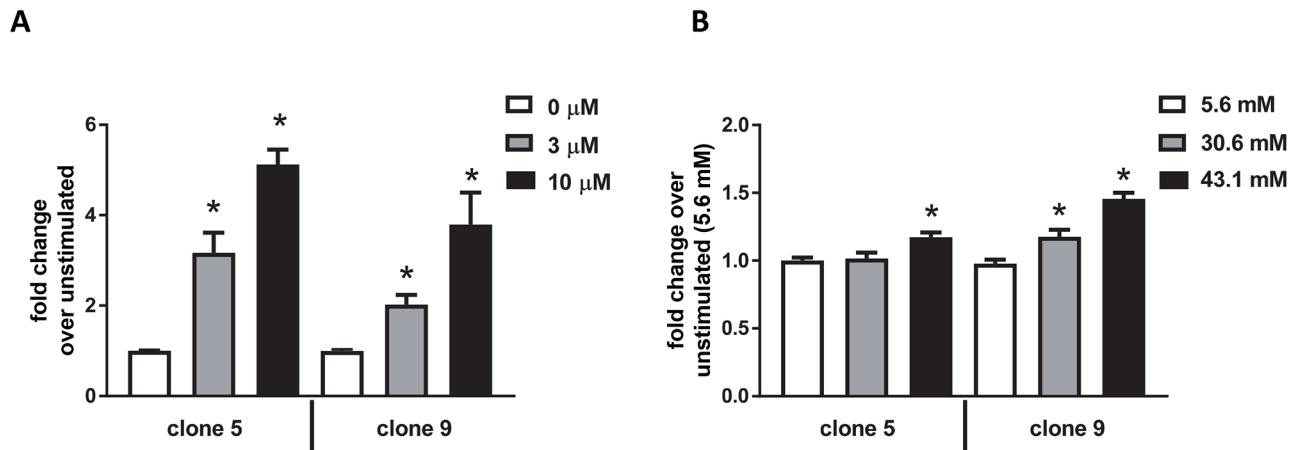 A
0 μM
3 μM
10 μM
fold change
over unstimulated
6
4
2
0
*
*
*
*
clone 5
clone 9
B
5.6 mM
30.6 mM
43.1 mM
fold change over
unstimulated (5.6 mM)
2.0
1.5
1.0
0.5
0.0
*
*
*
clone 5
clone 9